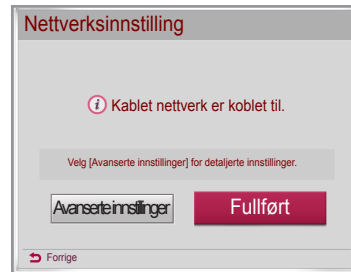 Nettverksinnstilling
Kablet nettverk er koblet til.
Velg [Avanserte innstillinger] for detaljerte innstillinger.
Avanserte innstillinger
Fullført
Forrige